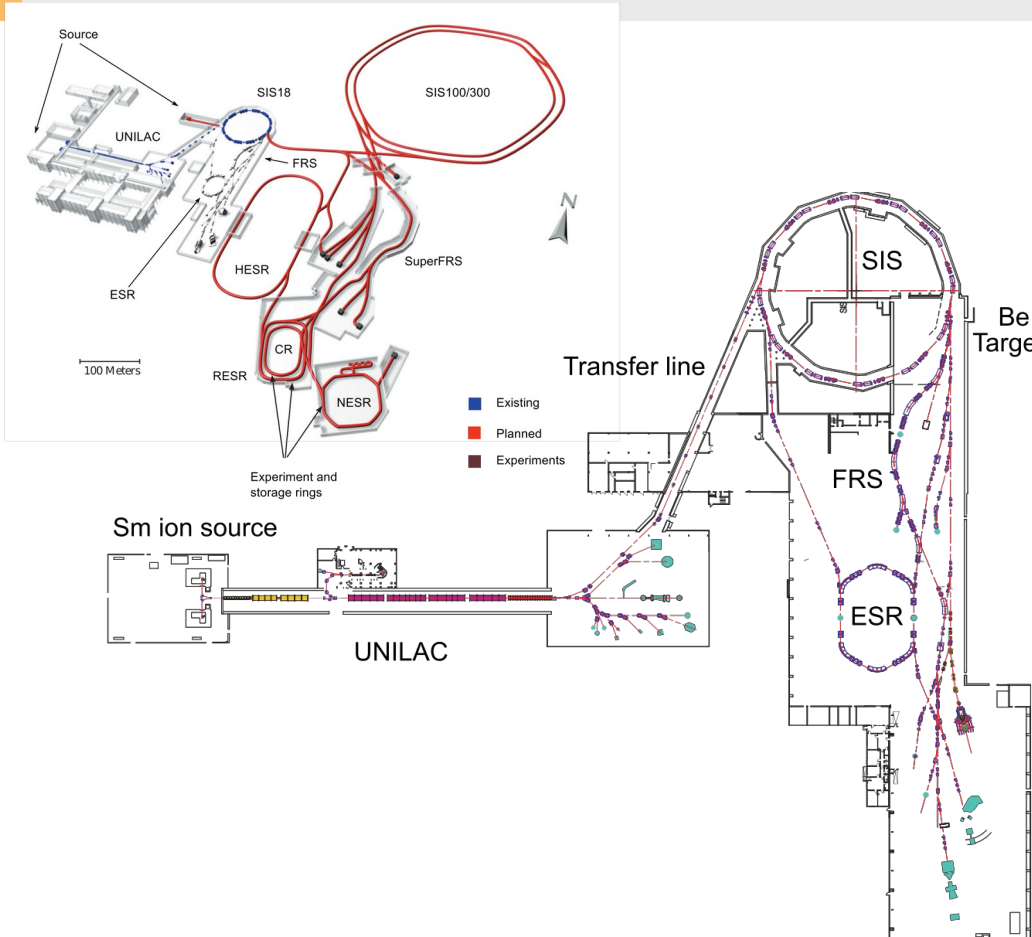 Source
SIS18
SIS100/300
UNILAC
FRS
N
SuperFRS
HESR
ESR
CR
100 Meters
RESR
NESR
Existing
Planned
Experiments
Experiment and
storage rings
SIS
SIS
Be
Targe
Transfer line
FRS
Sm ion source
ESR
UNILAC